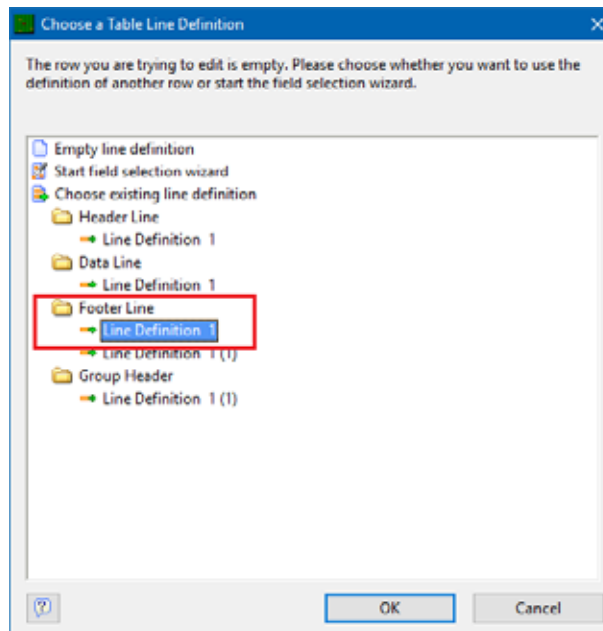 Choose a Table Line Definition
The row you are trying to edit is empty. Please choose whether you want to use the
definition of another row or start the field selection wizard.
Empty line definition
Start field selection wizard
Choose existing line definition
Header Line
Line Definition 1
Data Line
Line Definition 1
Footer Line
Line Definition 1
Line Definition 1 (1)
Group Header
Line Definition 1 (1)
OK
Cancel